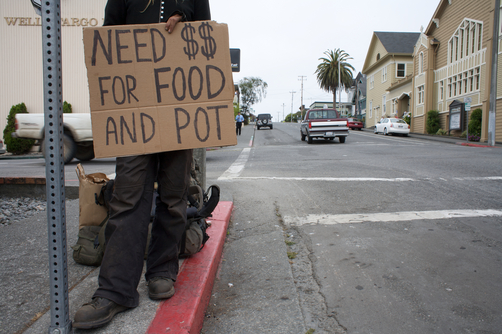 WELLS FARGO
NEED $$
FOR FOOD
AND POT